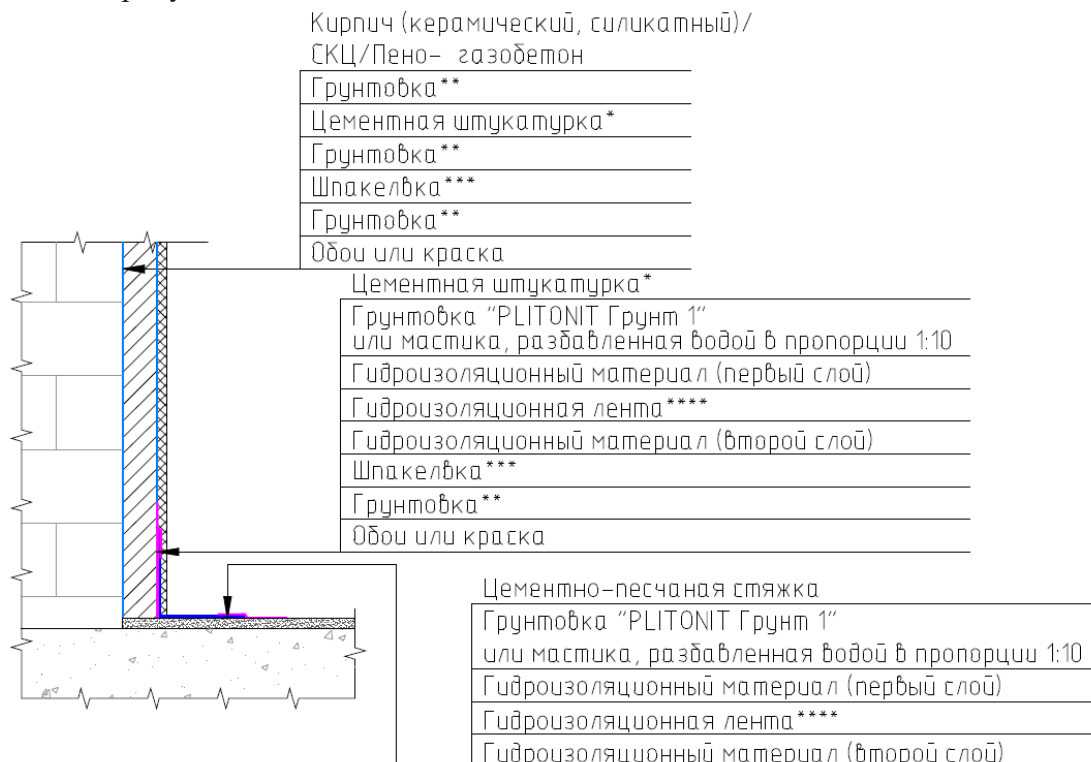 Кирпич (керамический, силикатный)/
СКЦ/Пено- газобетон
Грунтовка**
Цементная штукатурка*
Грунтовка**
Шпакелвка***
Грунтовка**
Обои или краска
Цементная штукатурка*
Грунтовка "PLITONIT Грунт 1"
или мастика, разбавленная водой в пропорции 1:10
Гидроизоляционный материал (первый слой)
Гидроизоляционная лента****
Гидроизоляционный материал (второй слой)
Шпакелвка***
Грунтовка**
Обои или краска
Цементно-песчаная стяжка
Грунтовка "PLITONIT Грунт 1"
или мастика, разбавленная водой в пропорции 1:10
Гидроизоляционный материал (первый слой)
Гидроизоляционная лента****
Гидроизоляционный материал (второй слой)